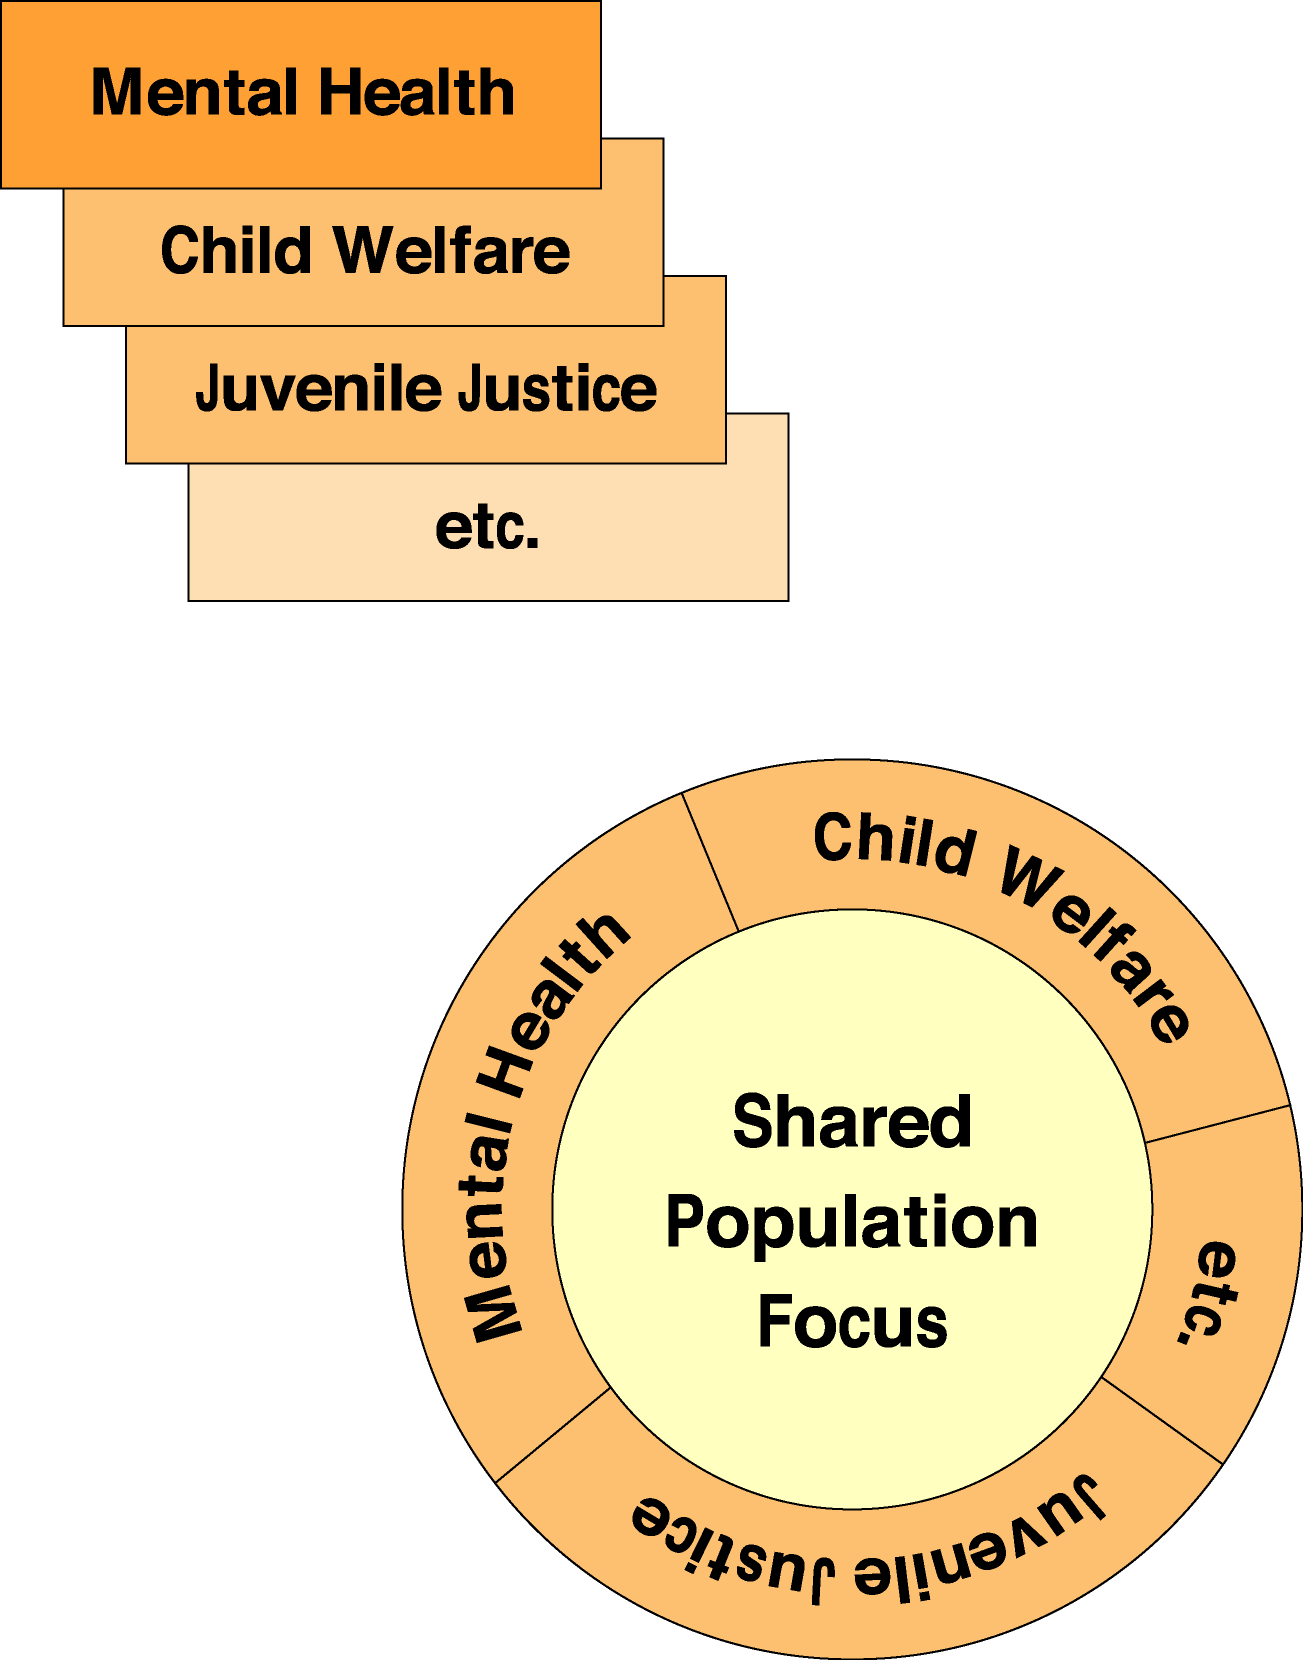 Mental Health
Child Welfare
Juvenile Justice
etc.
Child Welfare
Mental Health
Shared
Population
Focus
etc.
Juvenile Justice